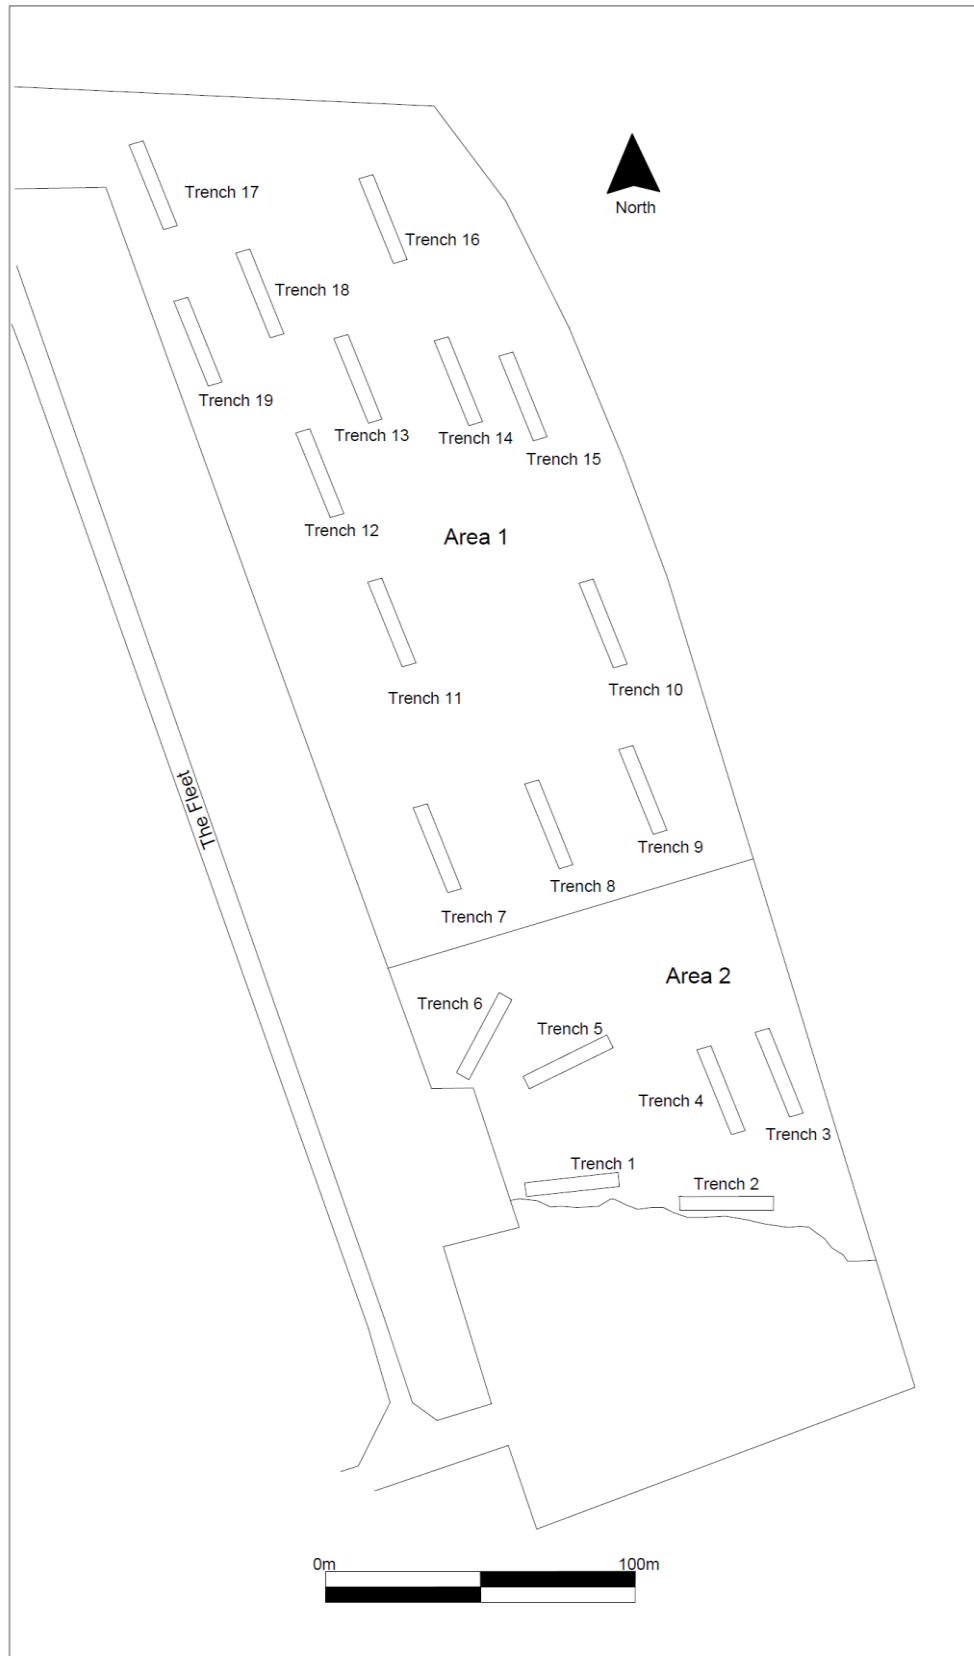 Trench 17
North
Trench 16
Trench 18
Trench 19
Trench 13
Trench 14
Trench 15
Trench 12
Area 1
Trench 11
Trench 10
The Fleet
Trench 9
Trench 8
Trench 7
Area 2
Trench 6
Trench 5
Trench 4
Trench 3
Trench 1
Trench 2
0m
100m